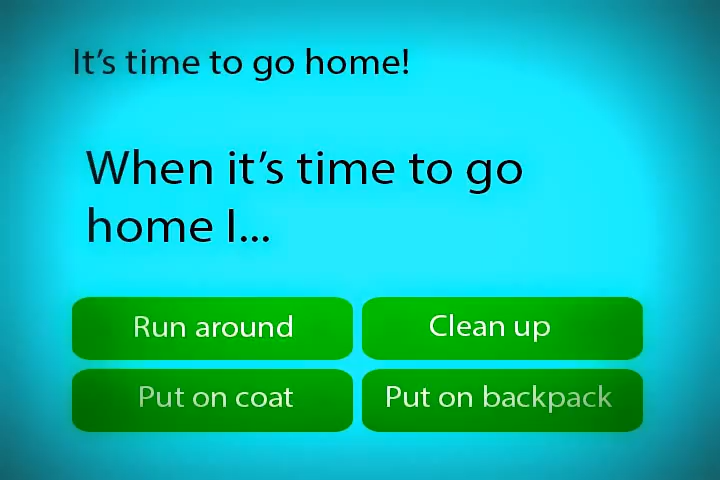 It's time to go home!
When it's time to go
home I...
Run around
Clean up
Put on coat
Put on backpack